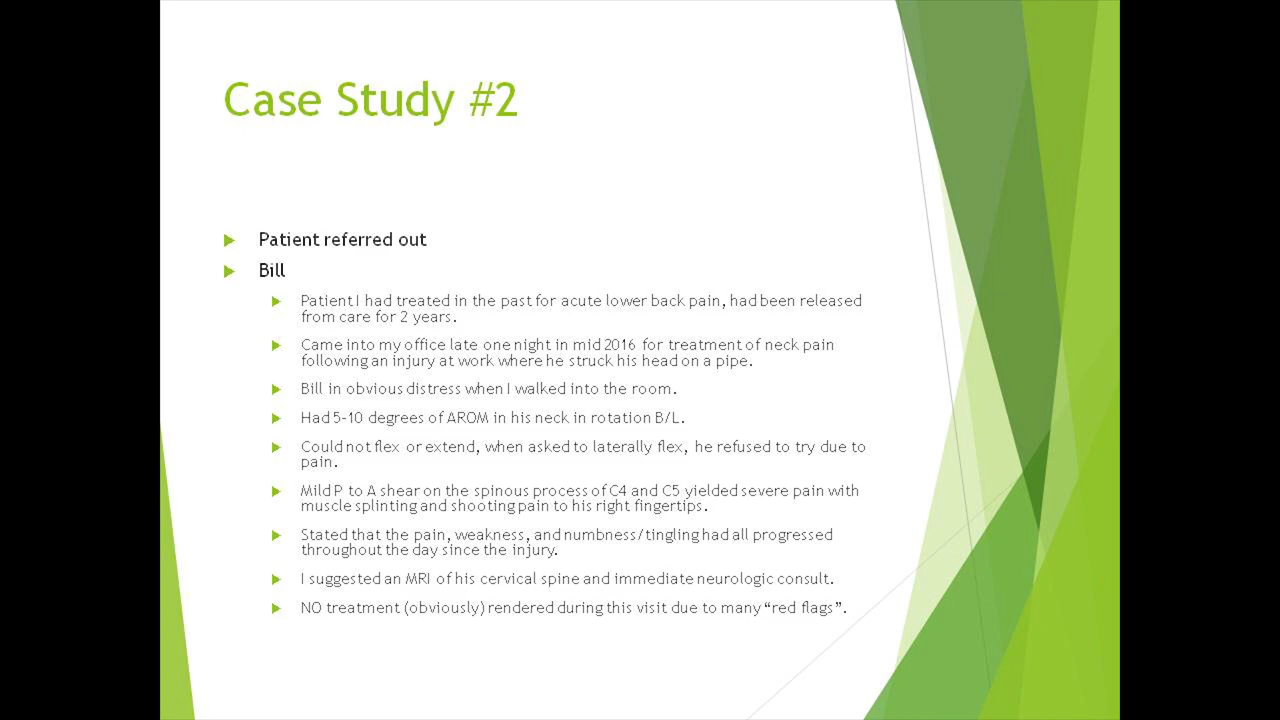 Case Study #2
Patient referred out
Bill
Patient I had treated in the past for acute lower back pain, had been released
from care for 2 years.
Came into my office late one night in mid 2016 for treatment of neck pain
following an injury at work where he struck his head on a pipe.
Bill in obvious distress when I walked into the room.
Had 5-10 degrees of AROM in his neck in rotation B/L.
Could not flex or extend, when asked to laterally flex, he refused to try due to
pain.
Mild P to A shear on the spinous process of C4 and C5 yielded severe pain with
muscle splinting and shooting pain to his right fingertips.
Stated that the pain, weakness, and numbness/tingling had all progressed
throughout the day since the injury.
I suggested an MRI of his cervical spine and immediate neurologic consult.
NO treatment (obviously) rendered during this visit due to many “red flags”.